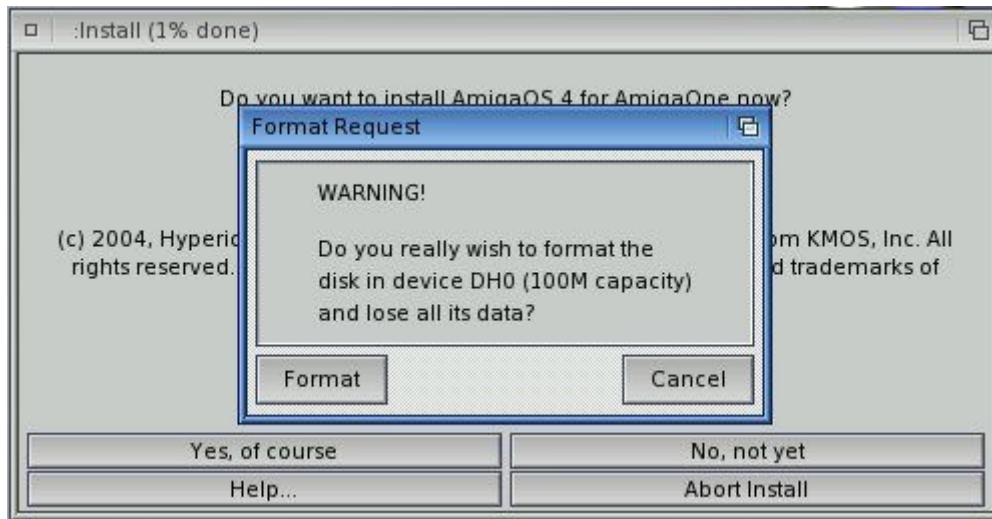 :Install (1% done)
Do you want to install AmigaOS 4 for AmigaOne now?
Format Request
WARNING!
Do you really wish to format the
disk in device DH0 (100M capacity)
and lose all its data?
Format
Cancel
(c) 2004, om KMOS, Inc. All
rights reserved. d trademarks of
Yes, of course
No, not yet
Help...
Abort Install